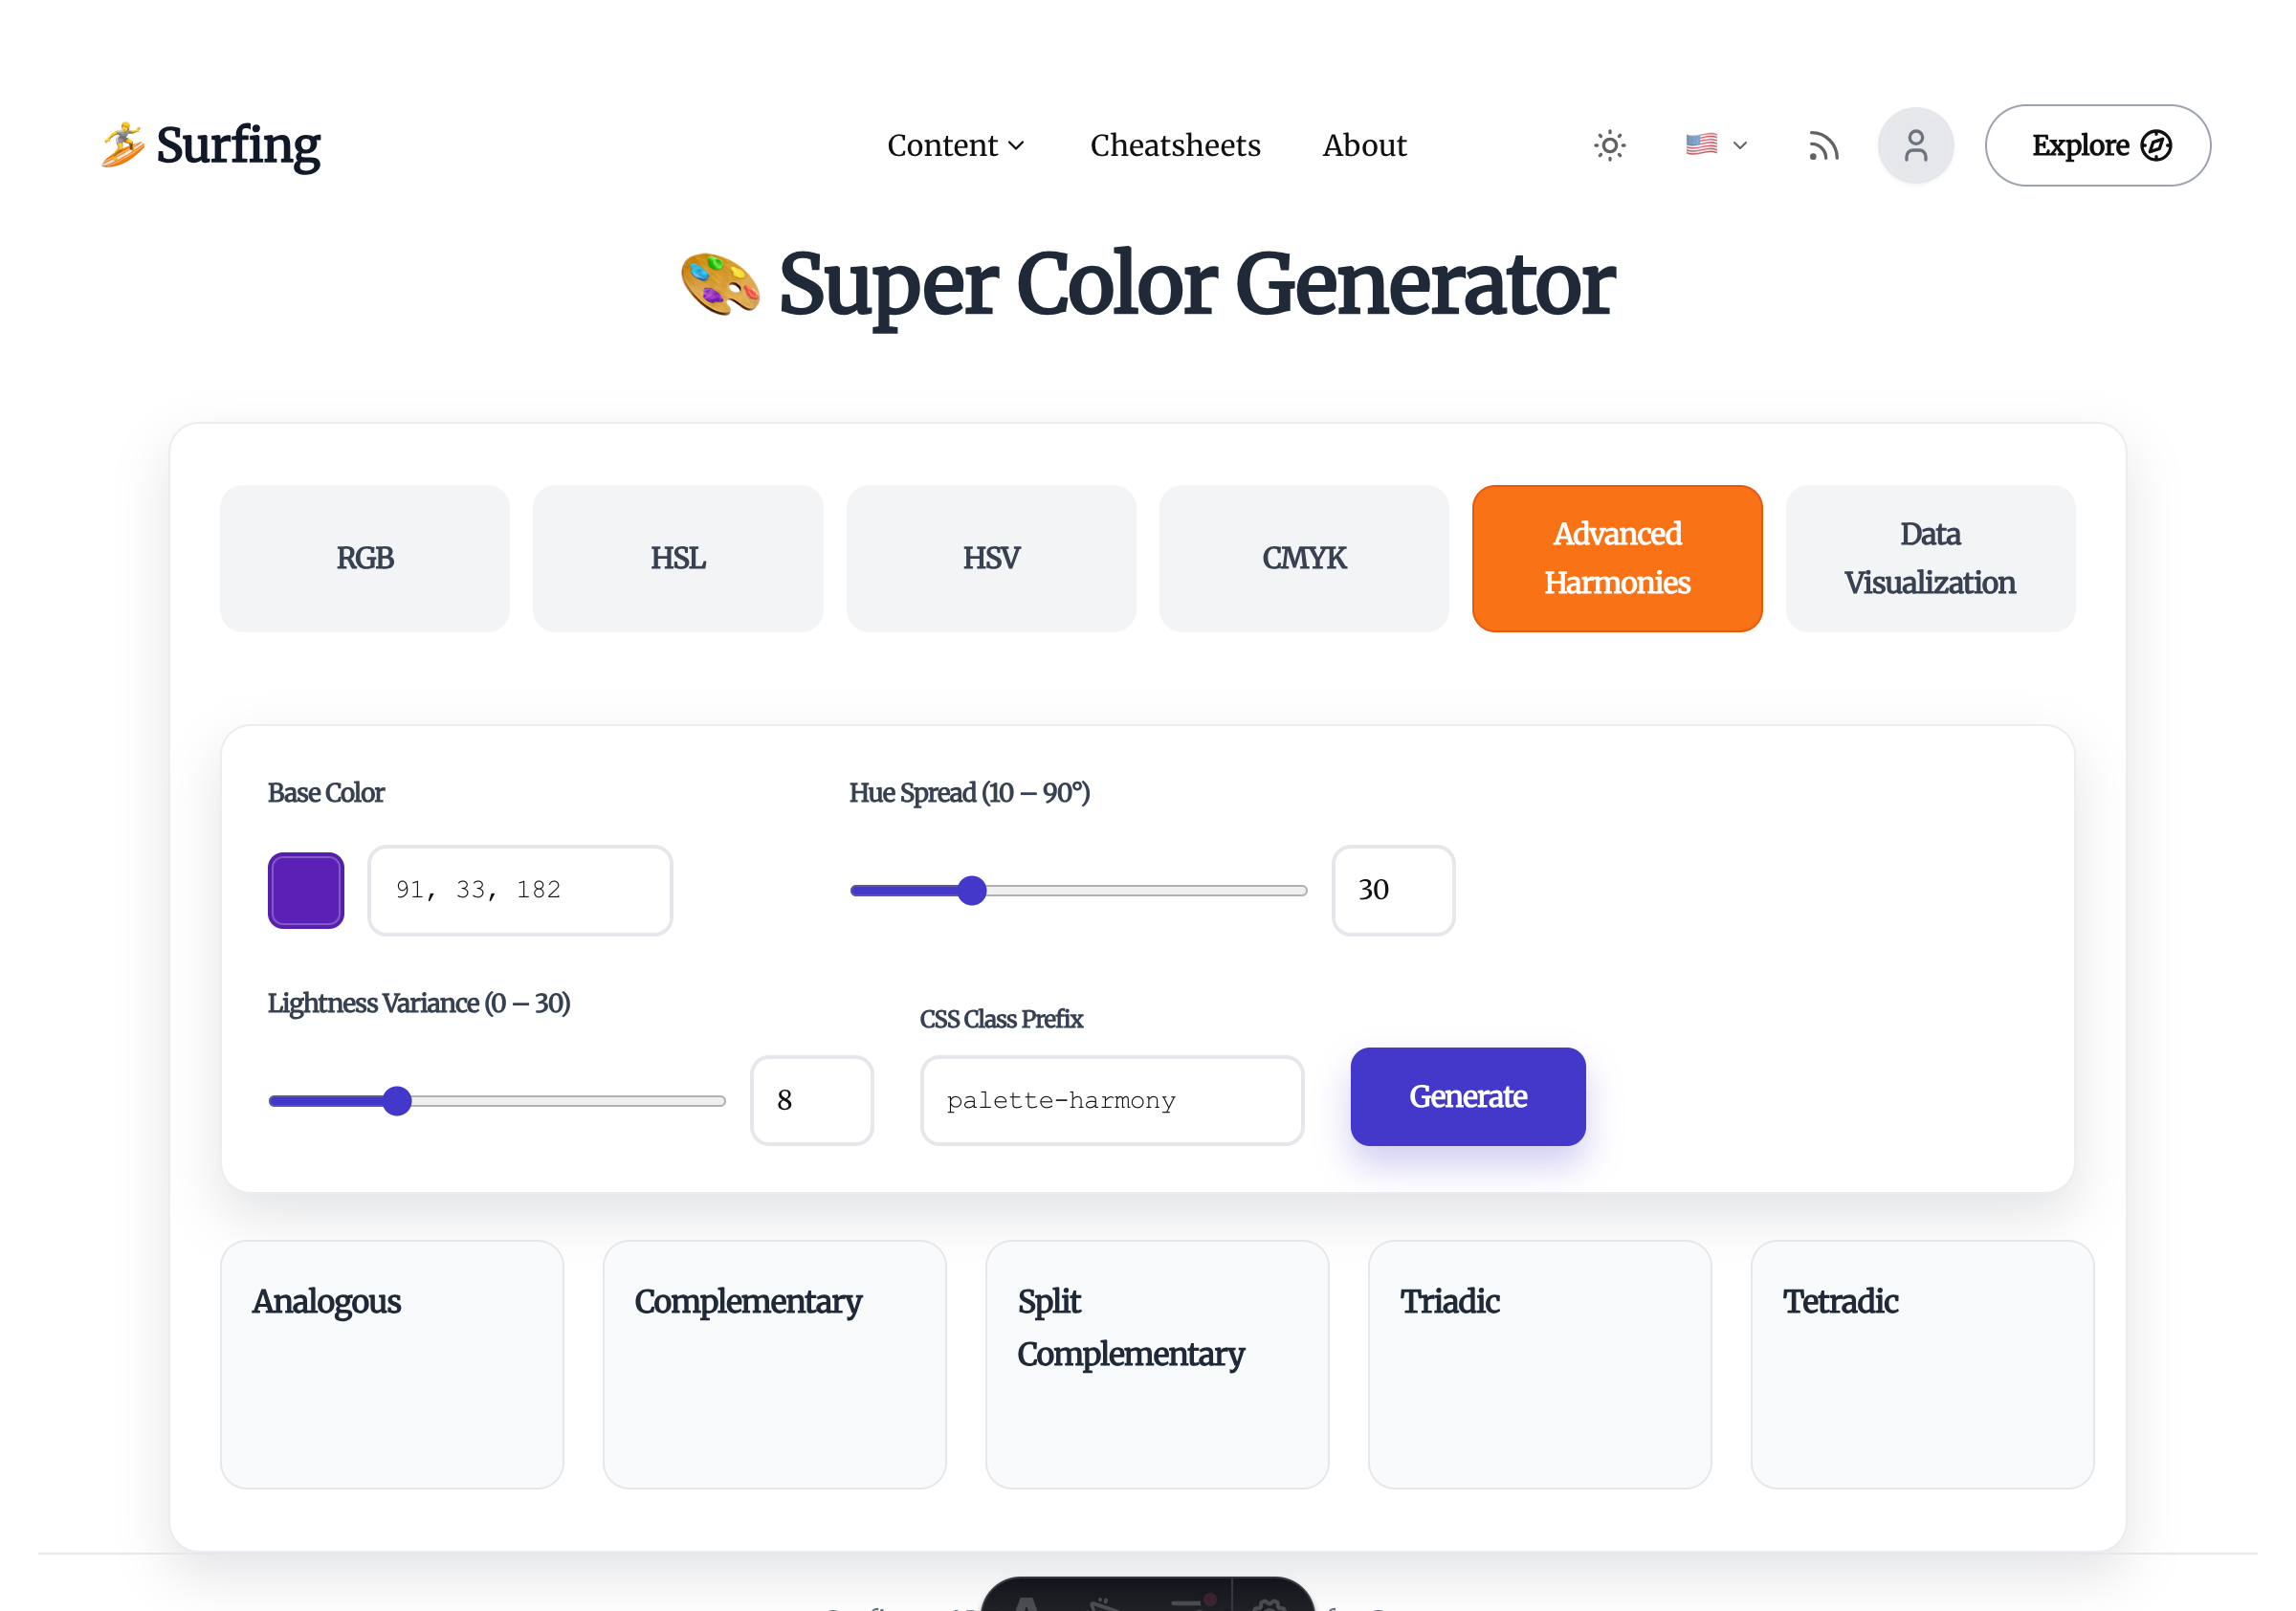 Surfing
Content
Cheatsheets
About
Explore
Super Color Generator
RGB
HSL
HSV
CMYK
Advanced
Harmonies
Data
Visualization
Base Color
Hue Spread (10 – 90°)
91, 33, 182
30
Lightness Variance (0 – 30)
CSS Class Prefix
8
palette-harmony
Generate
Analogous
Complementary
Split
Complementary
Triadic
Tetradic